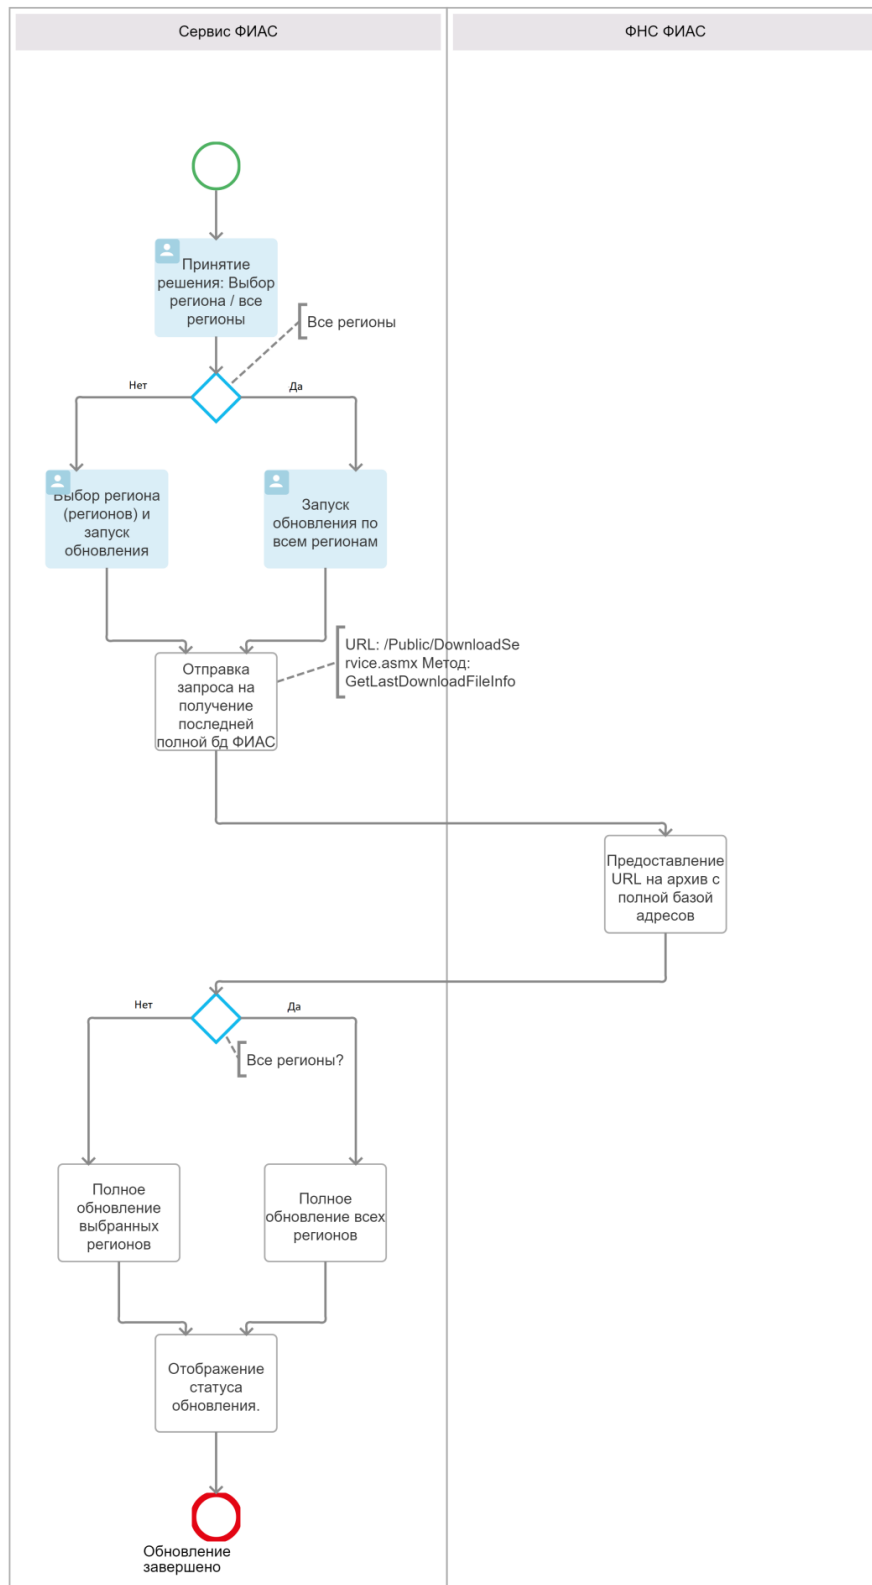 Сервис ФИАС
ФНС ФИАС
Принятие
решения: Выбор
региона / все
регионы
Все регионы
Нет
Да
Выбор региона
(регионов) и
запуск
обновления
Запуск
обновления по
всем регионам
URL: /Public/DownloadSe
rvice.asmx Метод:
GetLastDownloadFileInfo
Отправка
запроса на
получение
последней
полной бд ФИАС
Предоставление
URL на архив с
полной базой
адресов
Нет
Да
Все регионы?
Полное
обновление
выбранных
регионов
Полное
обновление всех
регионов
Отображение
статуса
обновления.
Обновление
завершено